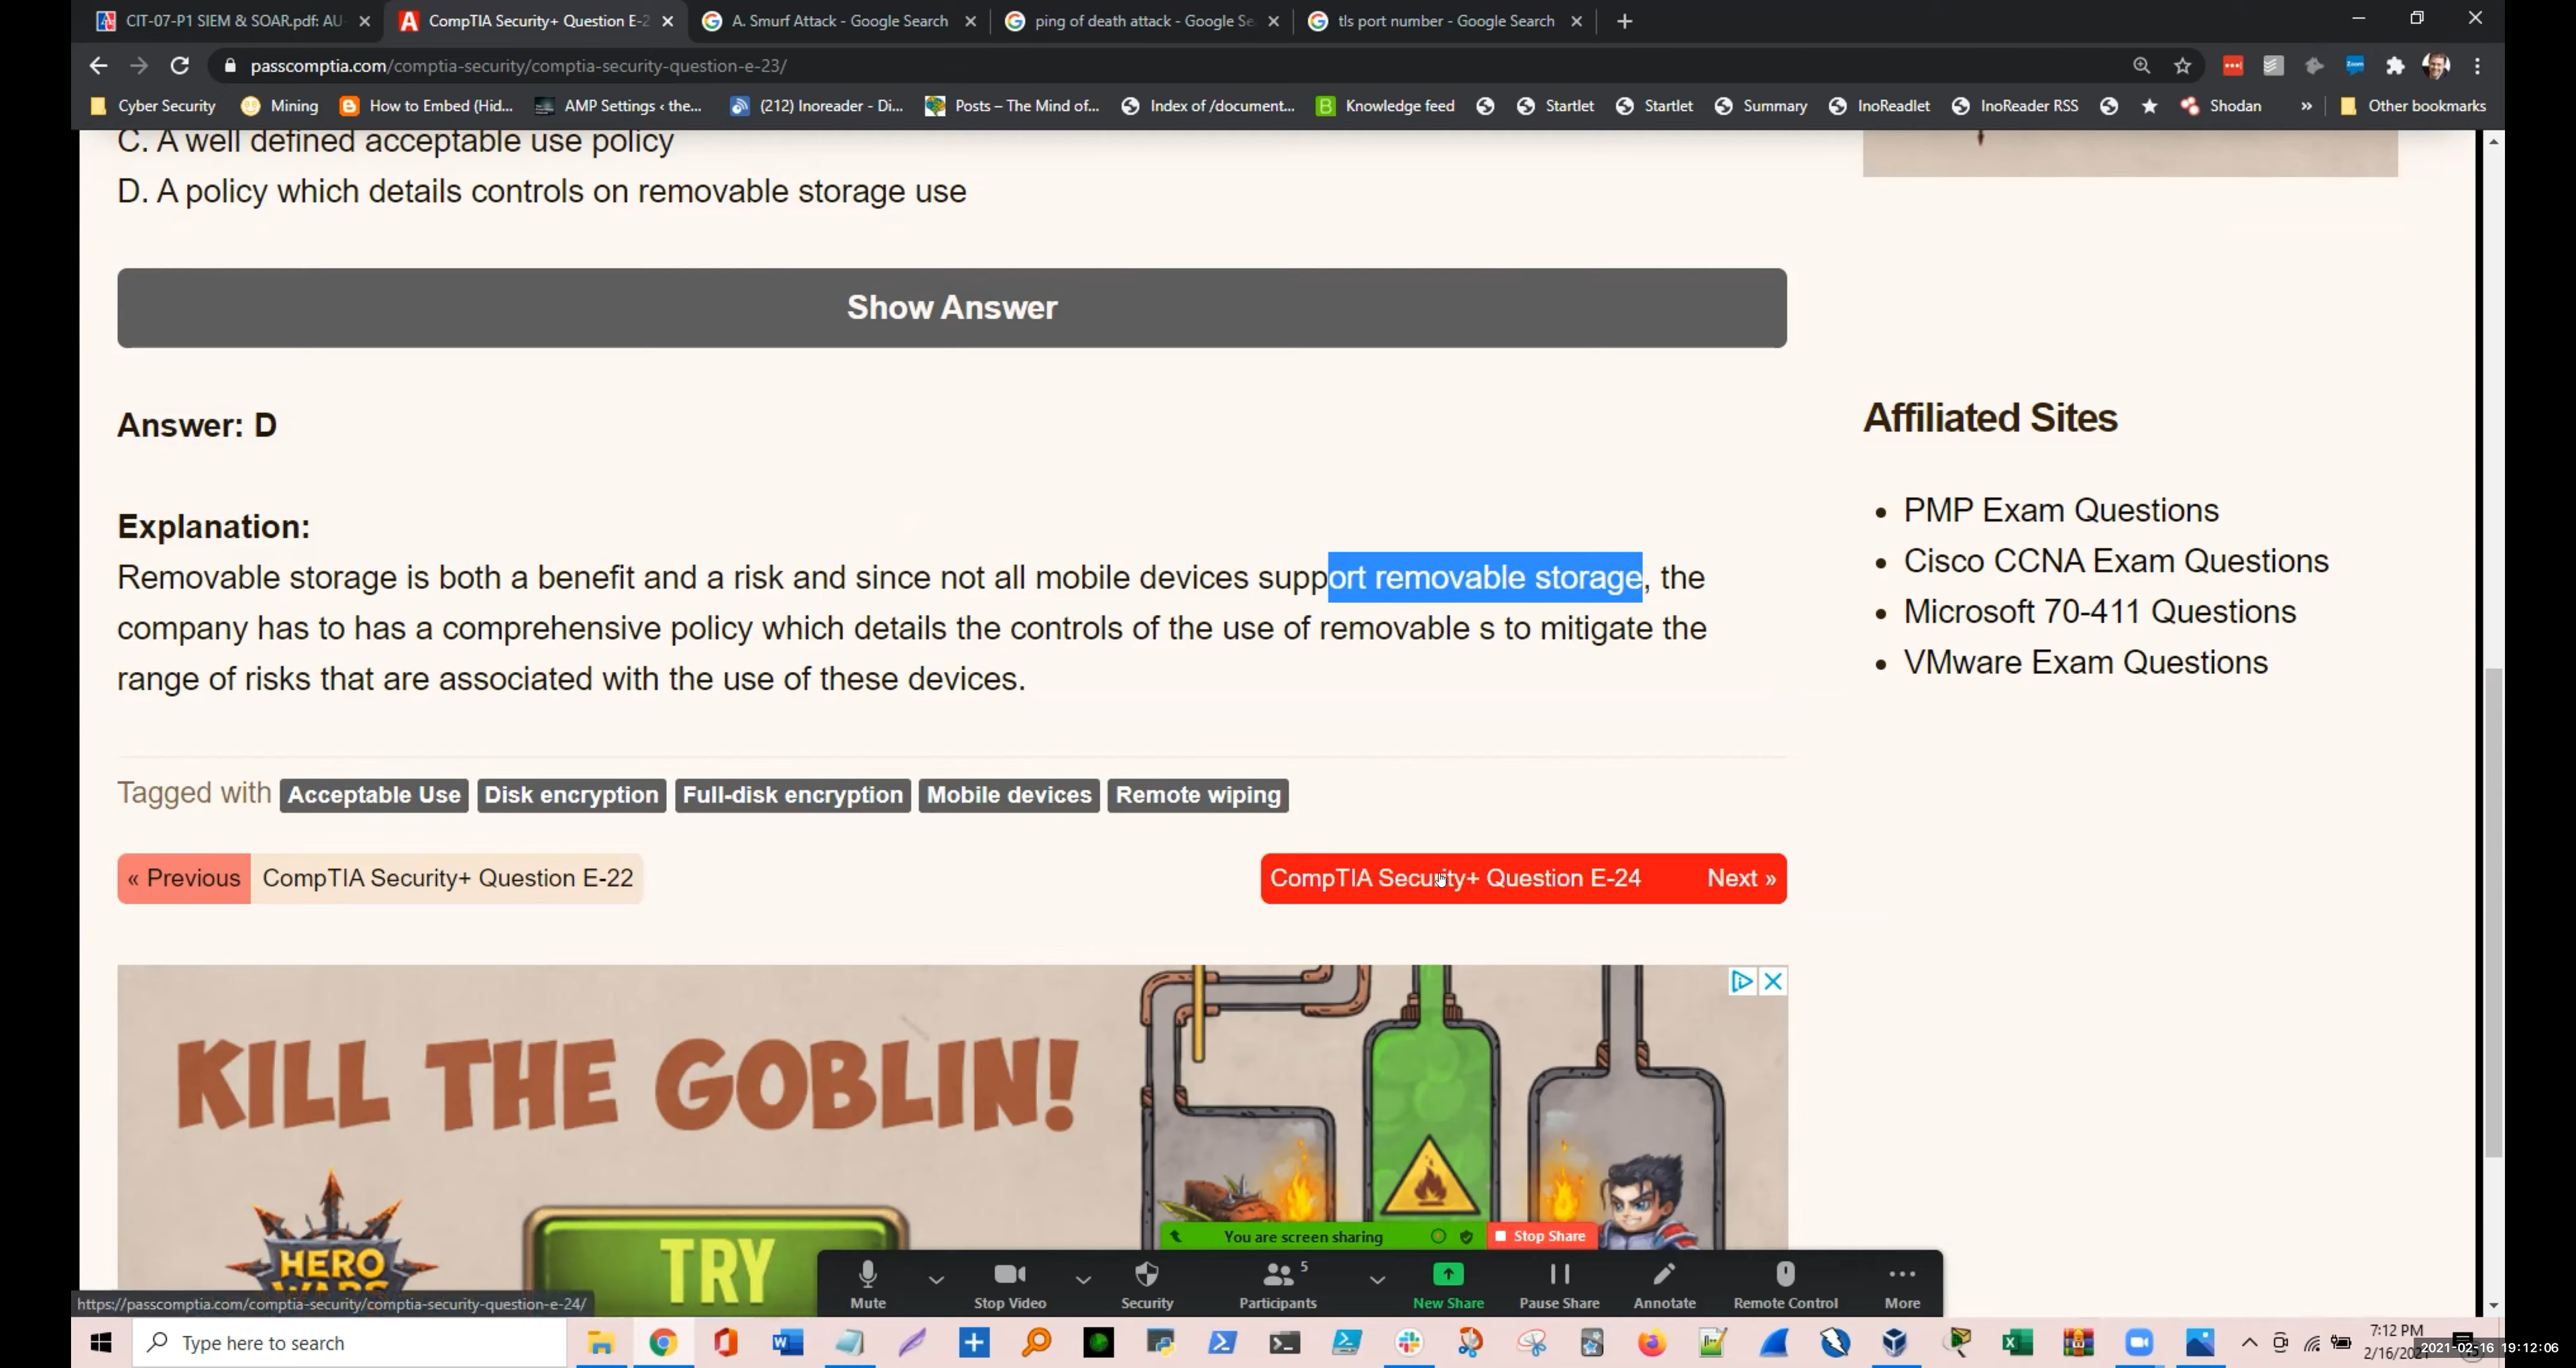 CIT-07-P1 SIEM & SOAR.pdf: AU
CompTIA Security+ Question E-2
A. Smurf Attack - Google Search
ping of death attack - Google Se
tls port number - Google Search
passcomptia.com/comptia-security/comptia-security-question-e-23/
Cyber Security
Mining
How to Embed (Hid...
AMP Settings ‹ the...
(212) Inoreader - Di...
Posts – The Mind of...
Index of /document...
Knowledge feed
Startlet
Startlet
Summary
InoReadlet
InoReader RSS
Shodan
»
Other bookmarks
C. A well defined acceptable use policy
D. A policy which details controls on removable storage use
Show Answer
Answer: D
Explanation:
Removable storage is both a benefit and a risk and since not all mobile devices support removable storage, the
company has to has a comprehensive policy which details the controls of the use of removable s to mitigate the
range of risks that are associated with the use of these devices.
Tagged with Acceptable Use Disk encryption Full-disk encryption Mobile devices Remote wiping
« Previous CompTIA Security+ Question E-22
CompTIA Security+ Question E-24 Next »
Affiliated Sites
• PMP Exam Questions
• Cisco CCNA Exam Questions
• Microsoft 70-411 Questions
• VMware Exam Questions
KILL THE GOBLIN!
HERO
WARS
TRY
You are screen sharing
Stop Share
Mute
Stop Video
Security
Participants
5
New Share
Pause Share
Annotate
Remote Control
More
https://passcomptia.com/comptia-security/comptia-security-question-e-24/
Type here to search
7:12 PM
2/16/202
2021-02-16 19:12:06